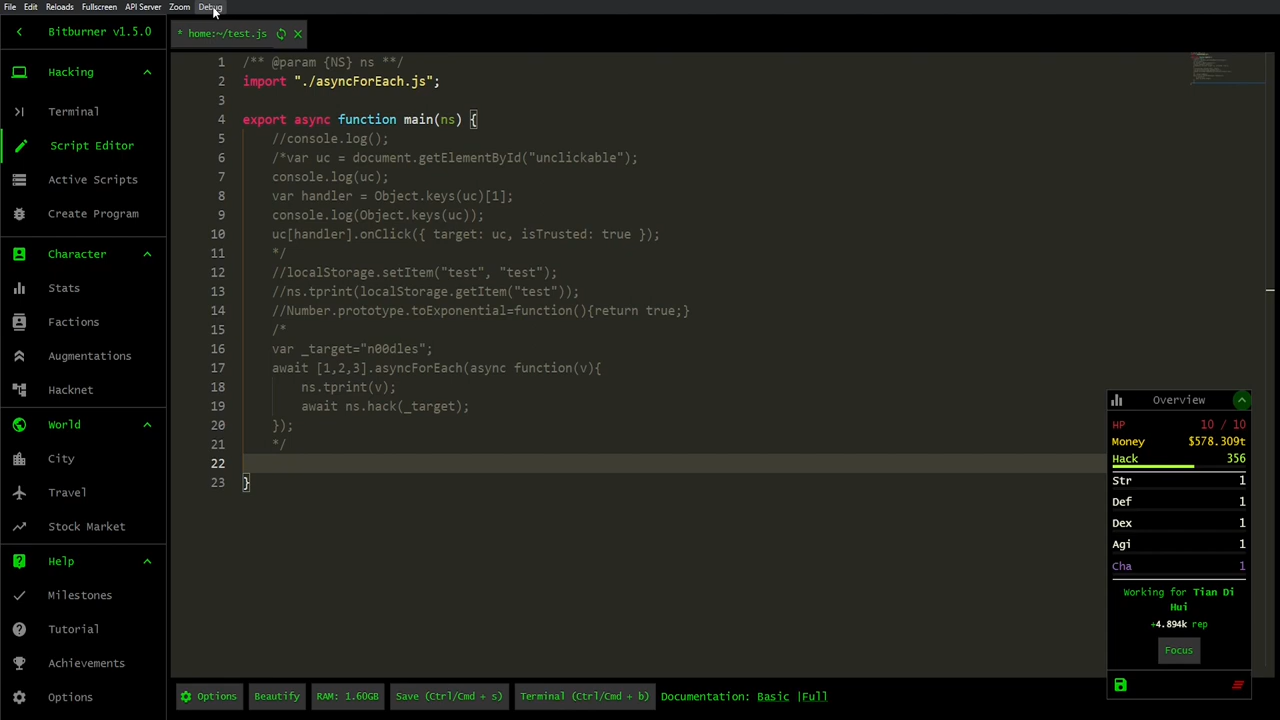 File Edit Reloads Fullscreen API Server Zoom Debug
Bitburner v1.5.0
Hacking
Terminal
Script Editor
Active Scripts
Create Program
Character
Stats
Factions
Augmentations
Hacknet
World
City
Travel
Stock Market
Help
Milestones
Tutorial
Achievements
Options
* home:~/test.js
1 /** @param {NS} ns **/
2 import "./asyncForEach.js";
3
4 export async function main(ns) {
5 //console.log();
6 /*var uc = document.getElementById("unclickable");
7 console.log(uc);
8 var handler = Object.keys(uc)[1];
9 console.log(Object.keys(uc));
10 uc[handler].onClick({ target: uc, isTrusted: true });
11 */
12 //localStorage.setItem("test", "test");
13 //ns.tprint(localStorage.getItem("test"));
14 //Number.prototype.toExponential=function(){return true;}
15 /*
16 var _target="n00dles";
17 await [1,2,3].asyncForEach(async function(v){
18 ns.tprint(v);
19 await ns.hack(_target);
20 });
21 */
22
23 }
Overview
HP 10 / 10
Money $578.309t
Hack 356
Str 1
Def 1
Dex 1
Agi 1
Cha 1
Working for Tian Di
Hui
+4.894k rep
Focus
Options Beautify RAM: 1.60GB Save (Ctrl/Cmd + s) Terminal (Ctrl/Cmd + b) Documentation: Basic |Full